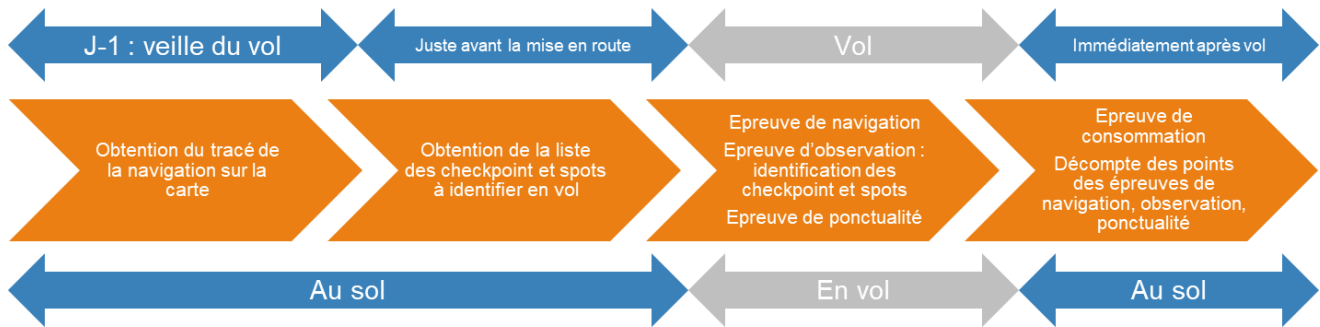 J-1 : veille du vol
Juste avant la mise en route
Vol
Immédiatement après vol
Obtention du tracé de
la navigation sur la
carte
Obtention de la liste
des checkpoint et spots
à identifier en vol
Epreuve de navigation
Epreuve d'observation :
identification des
checkpoint et spots
Epreuve de ponctualité
Epreuve de
consommation
Décompte des points
des épreuves de
navigation, observation,
ponctualité
Au sol
En vol
Au sol